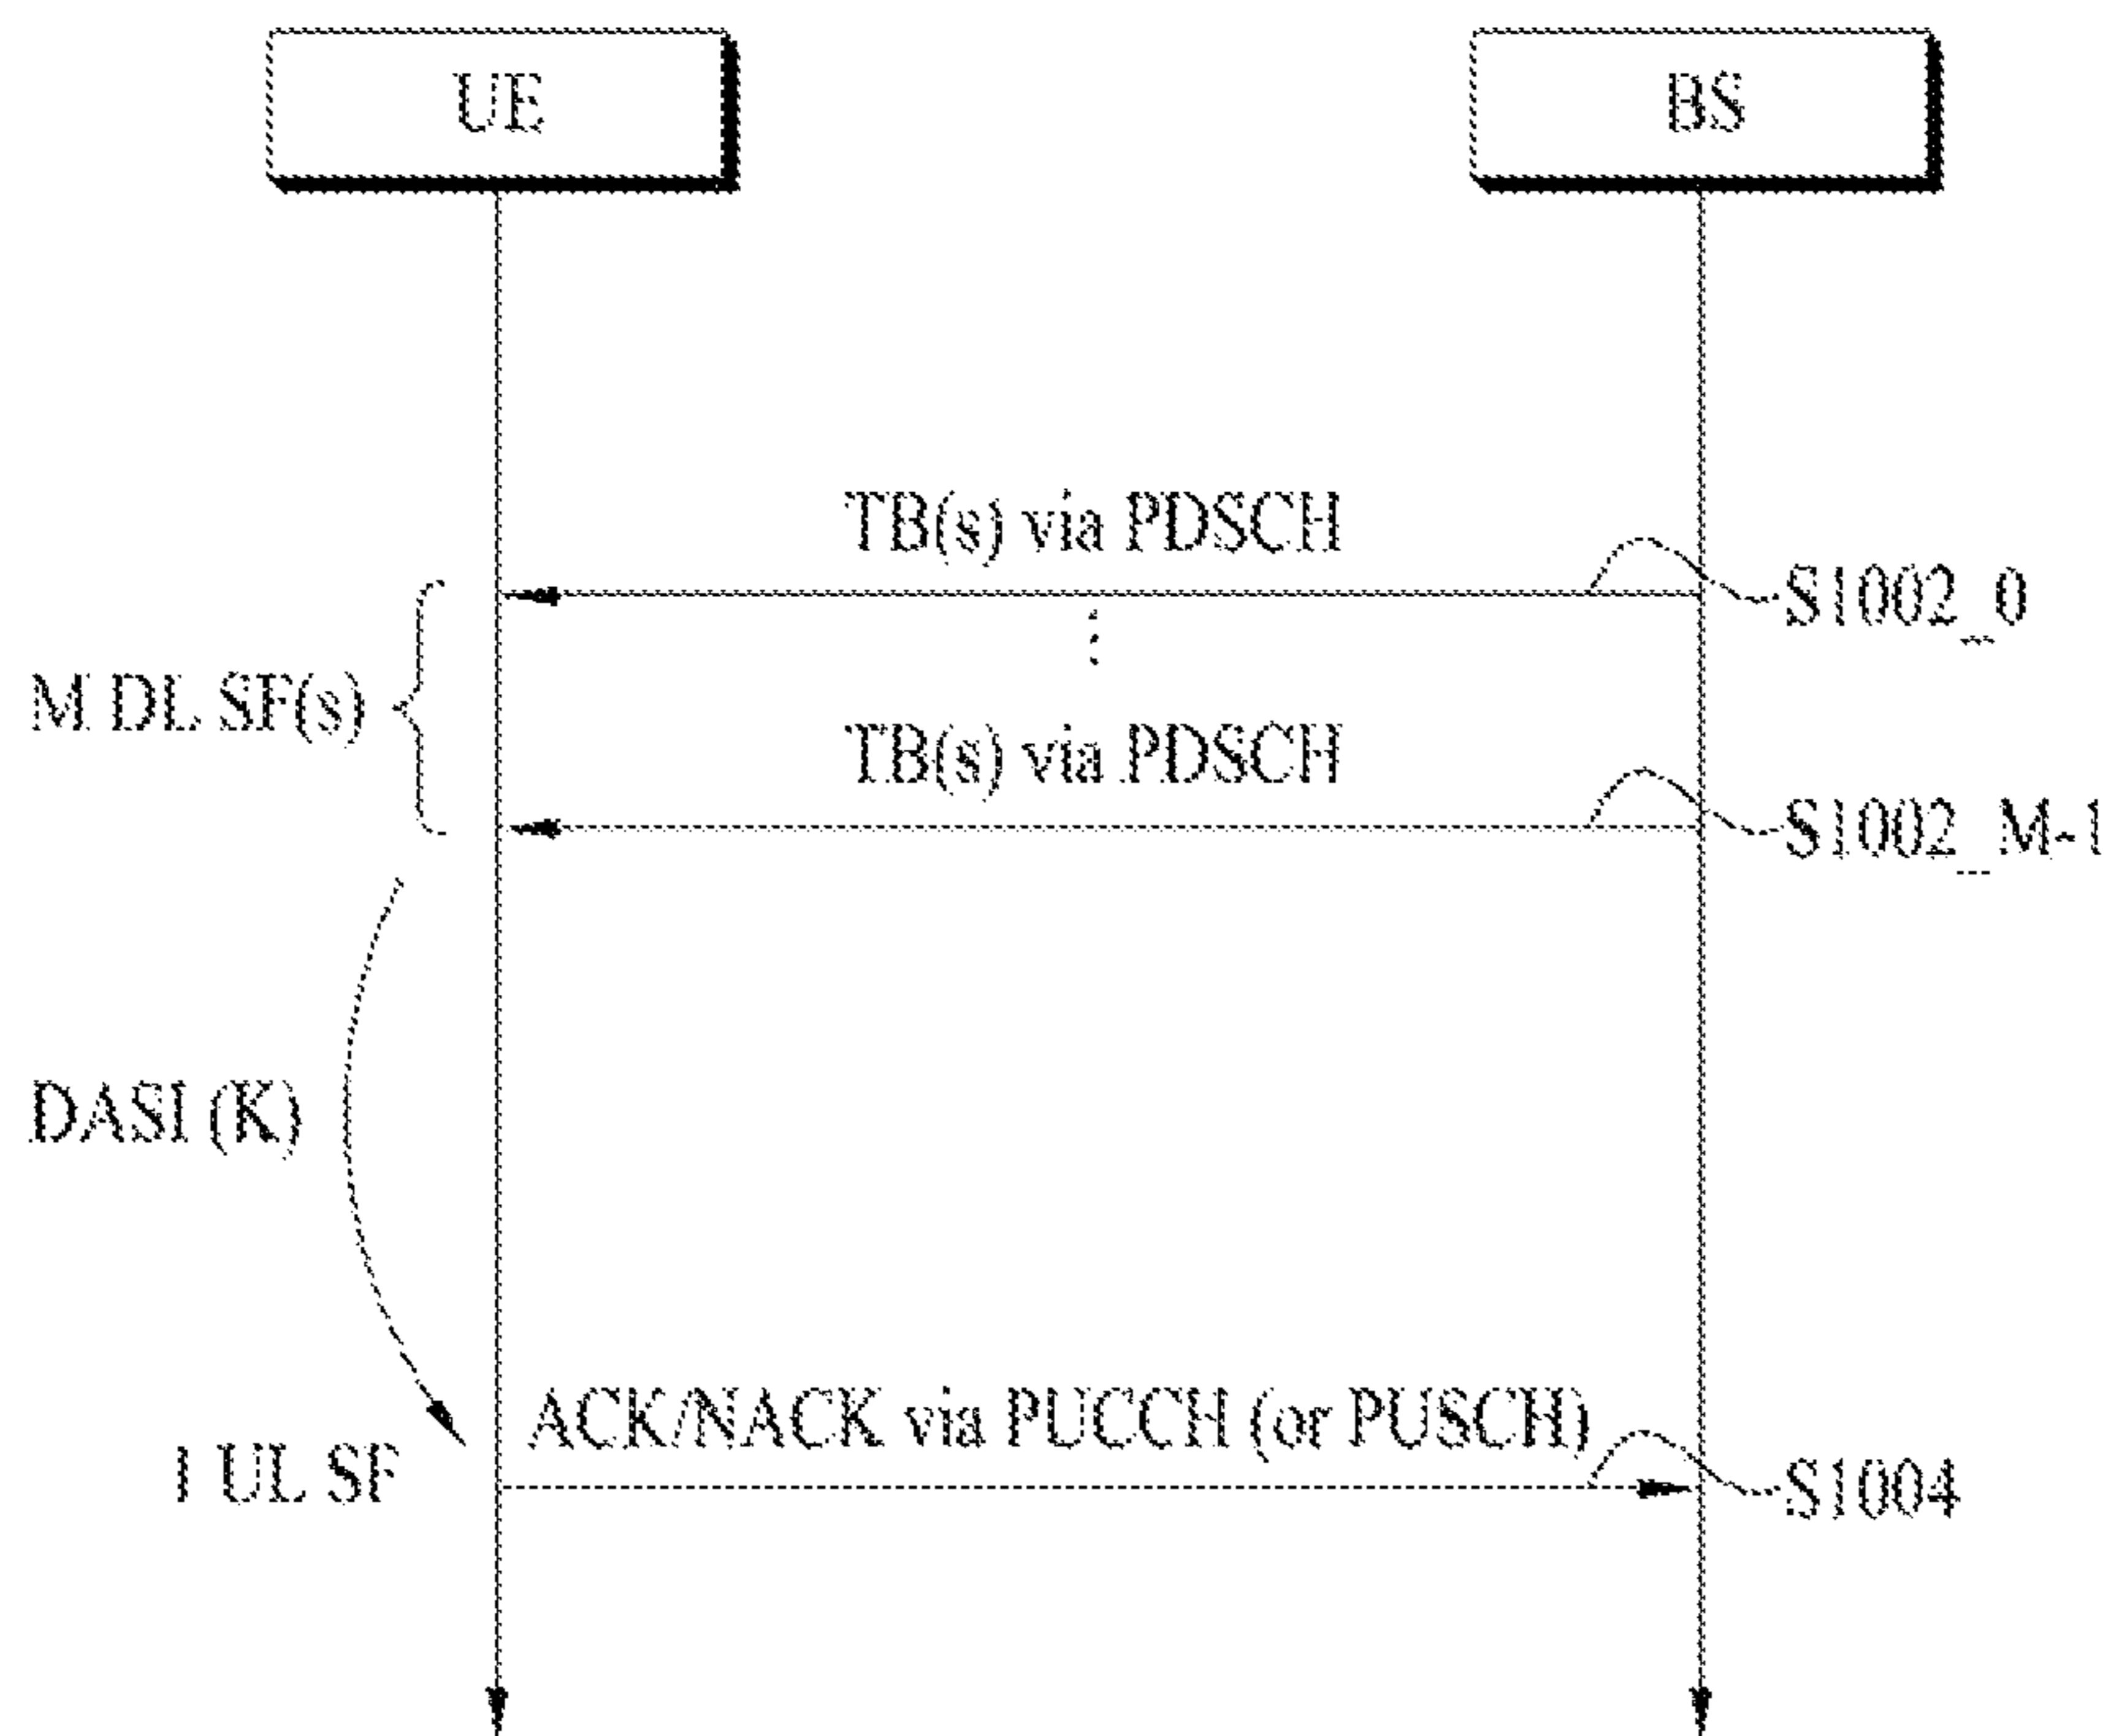 UE
BS
TB(s) via PDSCH
S1002_0
M DL SF(s)
TB(s) via PDSCH
S1002_M-1
DASI (K)
ACK/NACK via PUCCH (or PUSCH)
1 UL SF
S1004